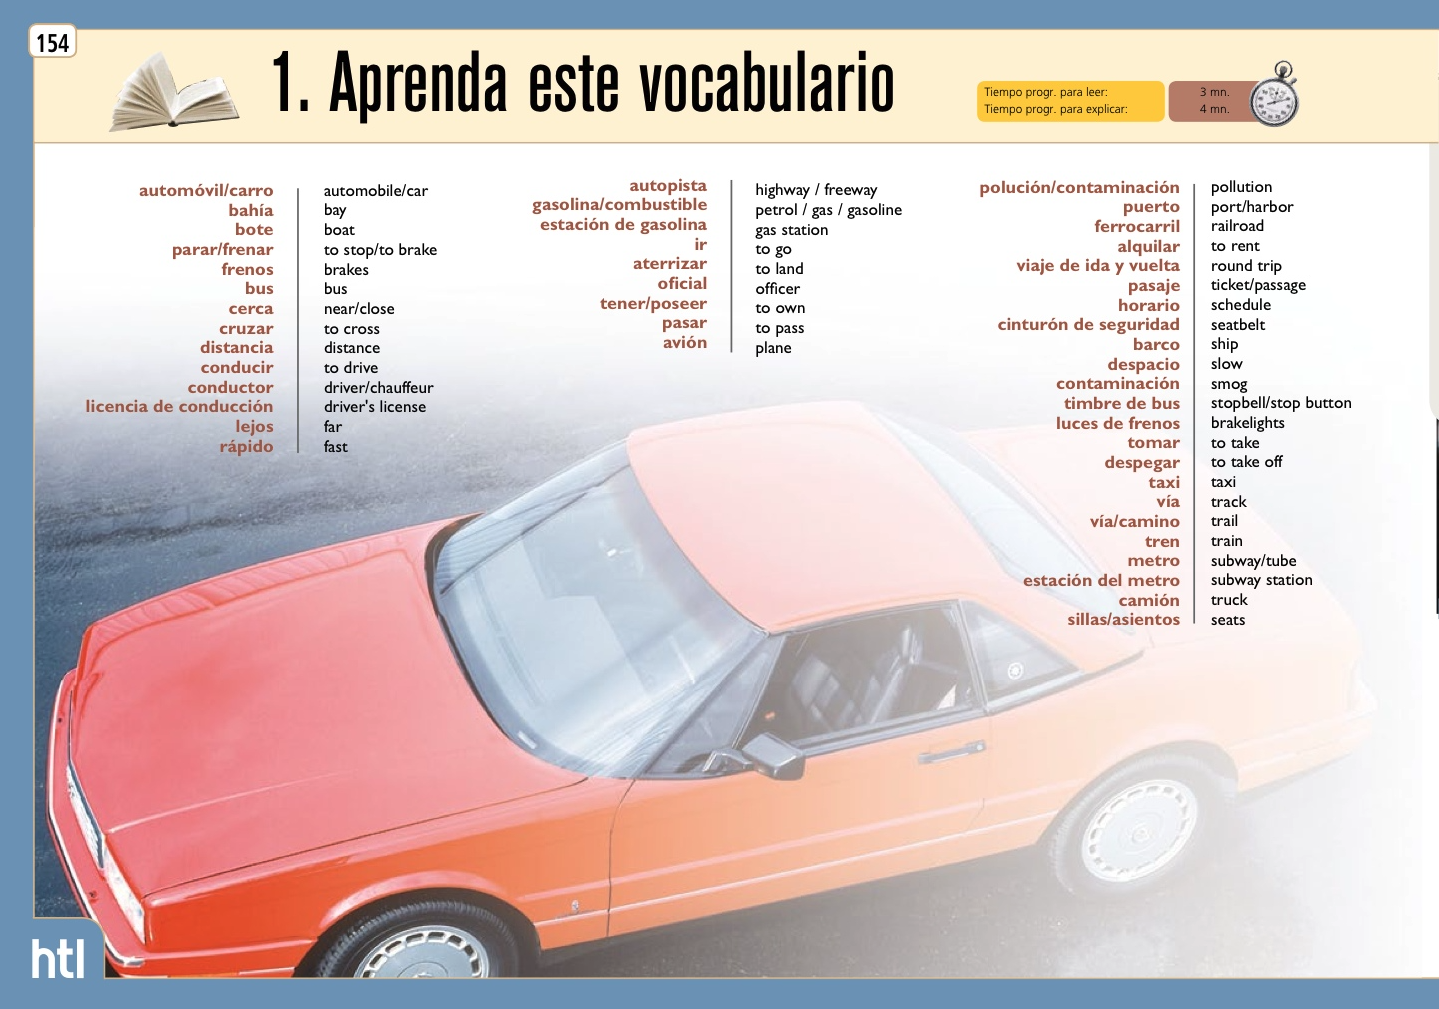 154
1. Aprenda este vocabulario
Tiempo progr. para leer: 3 mn.
Tiempo progr. para explicar: 4 mn.
automóvil/carro automobile/car
bahía bay
bote boat
parar/frenar to stop/to brake
frenos brakes
bus bus
cerca near/close
cruzar to cross
distancia distance
conducir to drive
conductor driver/chauffeur
licencia de conducción driver's license
lejos far
rápido fast
autopista highway / freeway
gasolina/combustible petrol / gas / gasoline
estación de gasolina gas station
ir to go
aterrizar to land
oficial officer
tener/poseer to own
pasar to pass
avión plane
polución/contaminación pollution
puerto port/harbor
ferrocarril railroad
alquilar to rent
viaje de ida y vuelta round trip
pasaje ticket/passage
horario schedule
cinturón de seguridad seatbelt
barco ship
despacio slow
contaminación smog
timbre de bus stopbell/stop button
luces de frenos brakelights
tomar to take
despegar to take off
taxi taxi
vía track
vía/camino trail
tren train
metro subway/tube
estación del metro subway station
camión truck
sillas/asientos seats
htl